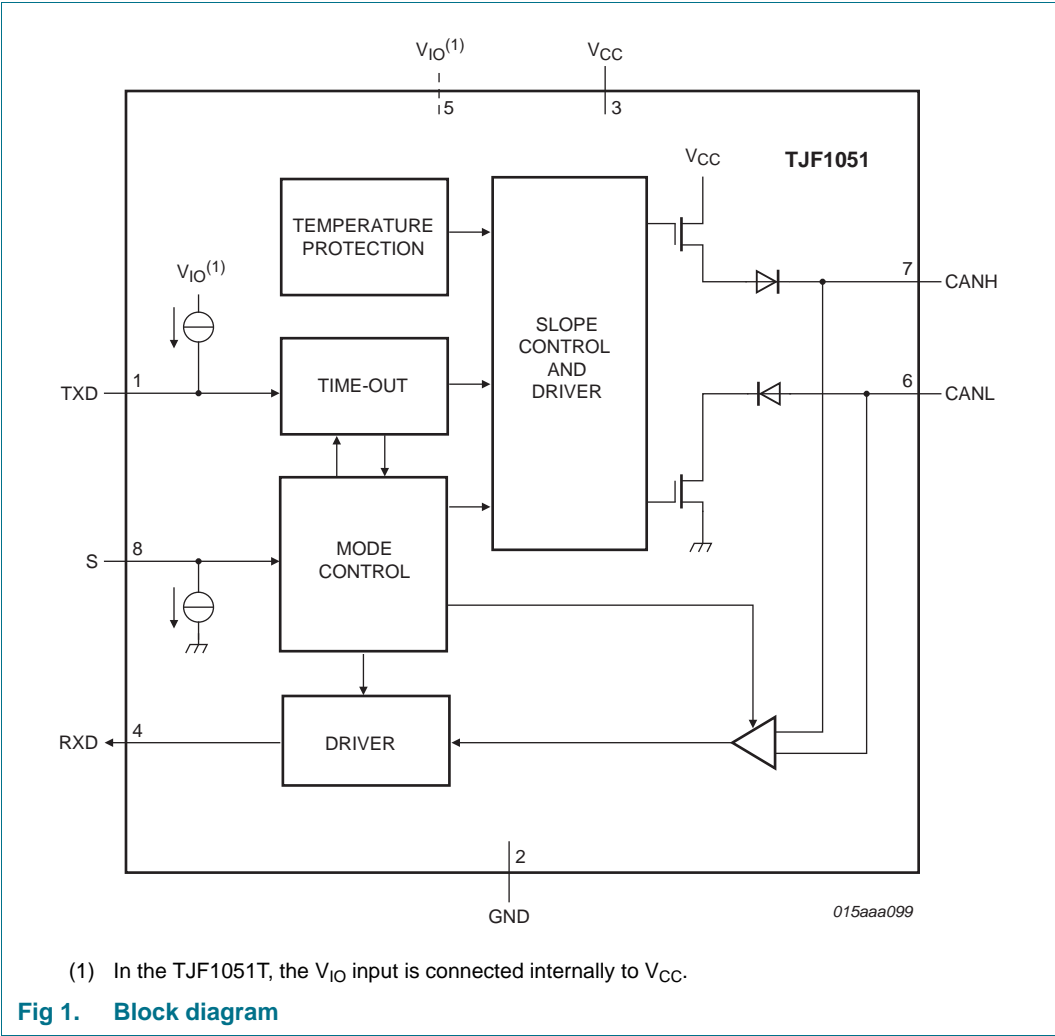 VIO(1)
VCC
5
3
VCC
TJF1051
TEMPERATURE
PROTECTION
VIO(1)
7
CANH
SLOPE
CONTROL
AND
DRIVER
TXD
1
TIME-OUT
6
CANL
S
8
MODE
CONTROL
RXD
4
DRIVER
2
GND
015aaa099
(1) In the TJF1051T, the VIO input is connected internally to VCC.
Fig 1. Block diagram